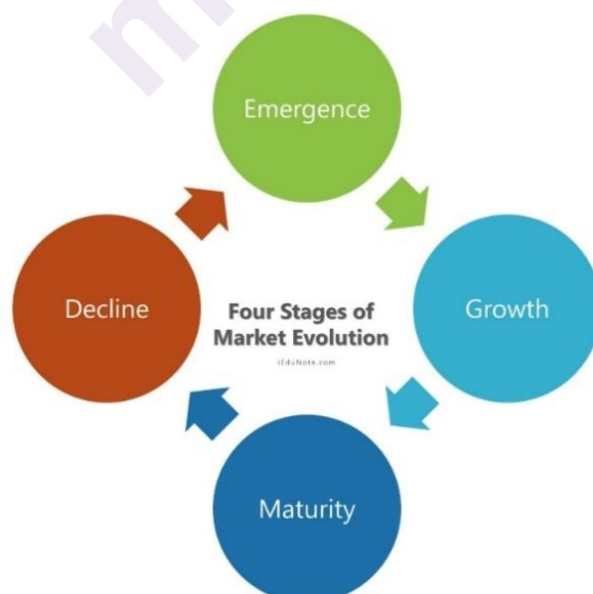 Emergence
Decline
Four Stages of
Market Evolution
iEduNote.com
Growth
Maturity